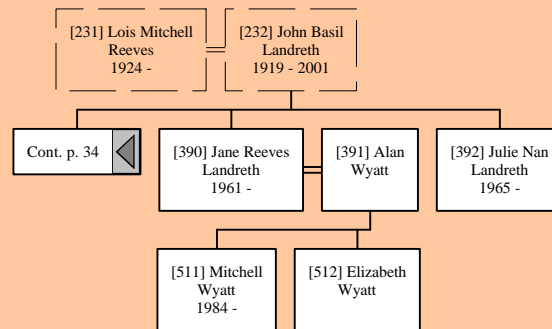 [231] Lois Mitchell
Reeves
1924 -
[232] John Basil
Landreth
1919 - 2001
Cont. p. 34
[390] Jane Reeves
Landreth
1961 -
[391] Alan
Wyatt
[392] Julie Nan
Landreth
1965 -
[511] Mitchell
Wyatt
1984 -
[512] Elizabeth
Wyatt